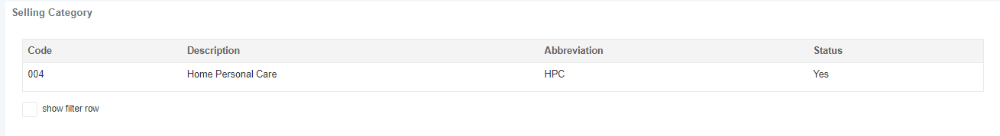 Selling Category
Code Description Abbreviation Status
004 Home Personal Care HPC Yes
show filter row